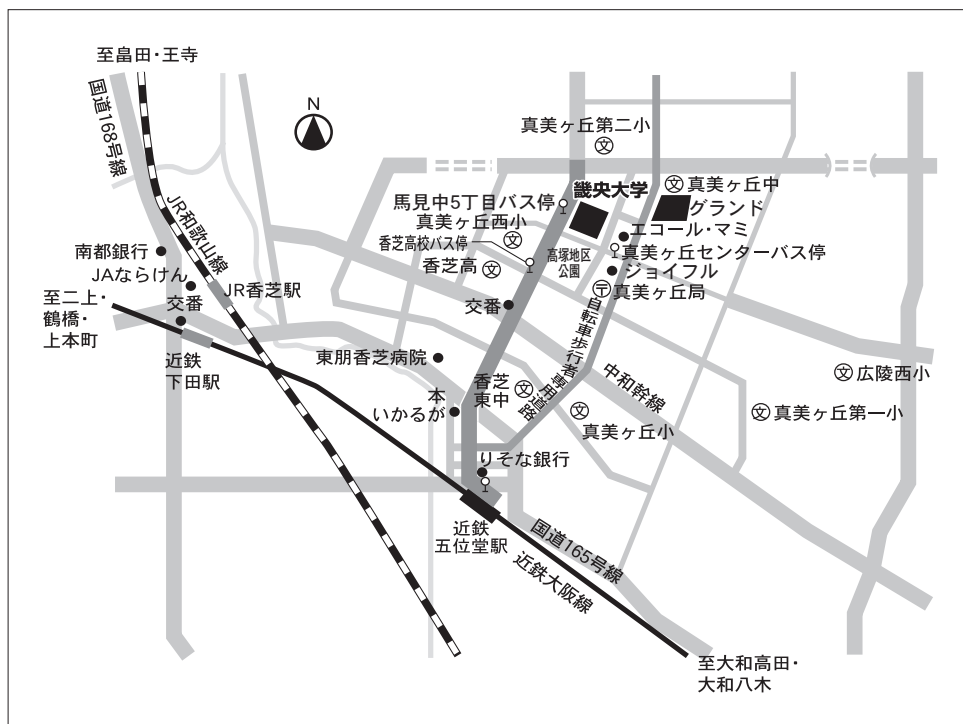 至畠田・王寺
国道168号線
N
真美ヶ丘第二小
文
畿央大学
文
真美ヶ丘中
グランド
馬見中5丁目バス停
真美ヶ丘西小
文
香芝高校バス停
香芝高
文
高塚地区
公園
エコール・マミ
真美ヶ丘センターバス停
ジョイフル
〒
真美ヶ丘局
JR和歌山線
南都銀行
JAならけん
JR香芝駅
交番
至二上・
鶴橋・
上本町
近鉄
下田駅
交番
自転車歩行者専用道路
東朋香芝病院
中和幹線
文
広陵西小
香芝
東中
文
本
いかるが
文
真美ヶ丘小
文
真美ヶ丘第一小
りそな銀行
近鉄
五位堂駅
国道165号線
近鉄大阪線
至大和高田・
大和八木